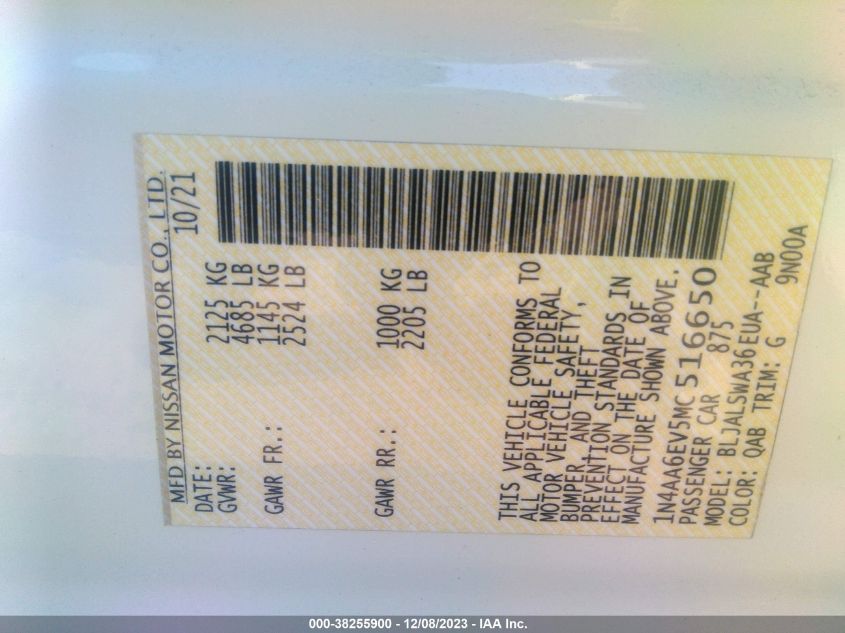 MFD BY NISSAN MOTOR CO., LTD.
DATE: 10/21
GVWR: 2125 KG
4685 LB
GAWR FR.: 1145 KG
2524 LB
GAWR RR.: 1000 KG
2205 LB
THIS VEHICLE CONFORMS TO
ALL APPLICABLE FEDERAL
MOTOR VEHICLE SAFETY,
BUMPER, AND THEFT
PREVENTION STANDARDS IN
EFFECT ON THE DATE OF
MANUFACTURE SHOWN ABOVE.
1N4AA6EV5MC516650
PASSENGER CAR 875
MODEL: BLJALSWA36EUA--AAB
COLOR: QAB TRIM: G 9N00A
000-38255900 - 12/08/2023 - IAA Inc.